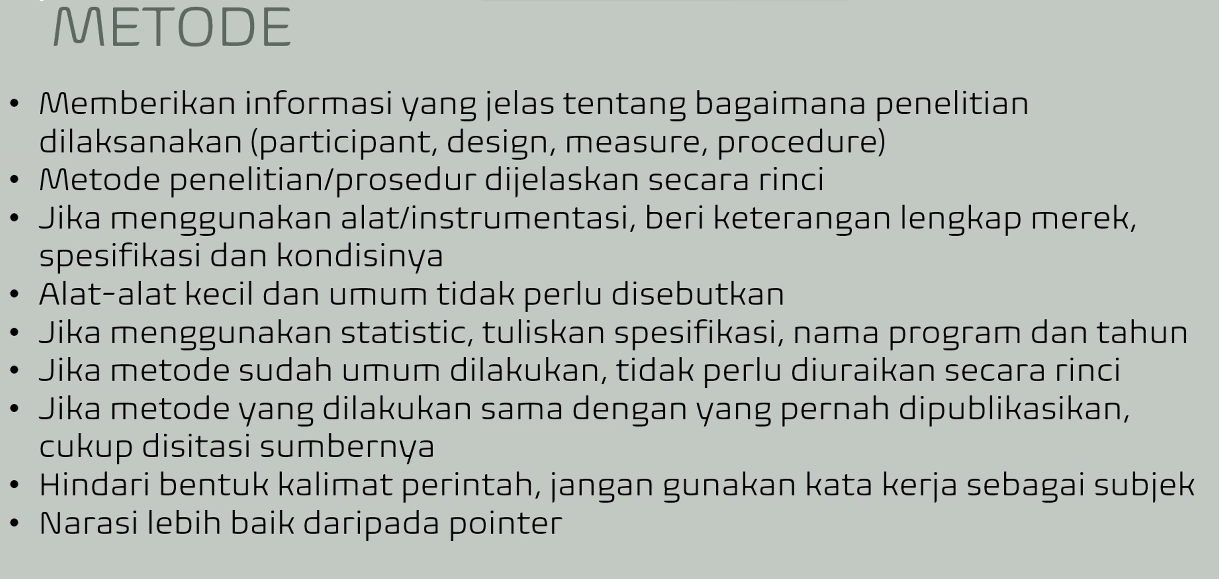 METODE
• Memberikan informasi yang jelas tentang bagaimana penelitian
dilaksanakan (participant, design, measure, procedure)
• Metode penelitian/prosedur dijelaskan secara rinci
• Jika menggunakan alat/instrumentasi, beri keterangan lengkap merek,
spesifikasi dan kondisinya
• Alat-alat kecil dan umum tidak perlu disebutkan
• Jika menggunakan statistic, tuliskan spesifikasi, nama program dan tahun
• Jika metode sudah umum dilakukan, tidak perlu diuraikan secara rinci
• Jika metode yang dilakukan sama dengan yang pernah dipublikasikan,
cukup disitasi sumbernya
• Hindari bentuk kalimat perintah, jangan gunakan kata kerja sebagai subjek
• Narasi lebih baik daripada pointer